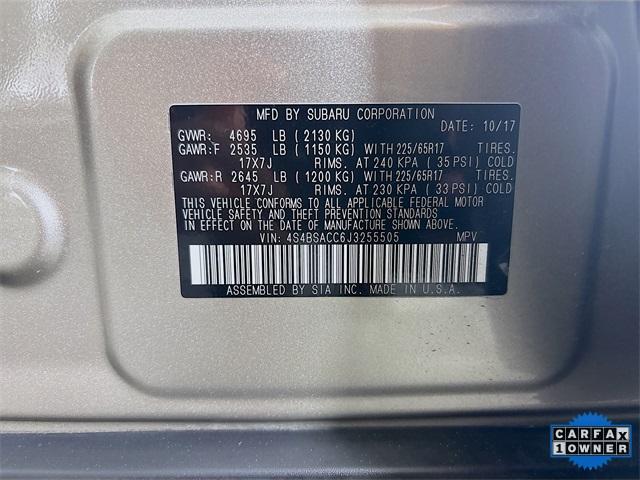 MFD BY SUBARU CORPORATION
DATE: 10/17
GVWR: 4695 LB (2130 KG)
GAWR:F 2535 LB (1150 KG) WITH 225/65R17 TIRES.
17X7J RIMS. AT 240 KPA (35 PSI) COLD
GAWR:R 2645 LB (1200 KG) WITH 225/65R17 TIRES.
17X7J RIMS. AT 230 KPA (33 PSI) COLD
THIS VEHICLE CONFORMS TO ALL APPLICABLE FEDERAL MOTOR
VEHICLE SAFETY AND THEFT PREVENTION STANDARDS
IN EFFECT ON THE DATE OF MANUFACTURE SHOWN ABOVE.
VIN: 4S4BSACC6J3255505 MPV
ASSEMBLED BY SIA INC. MADE IN U.S.A.
CARFAX
1 OWNER